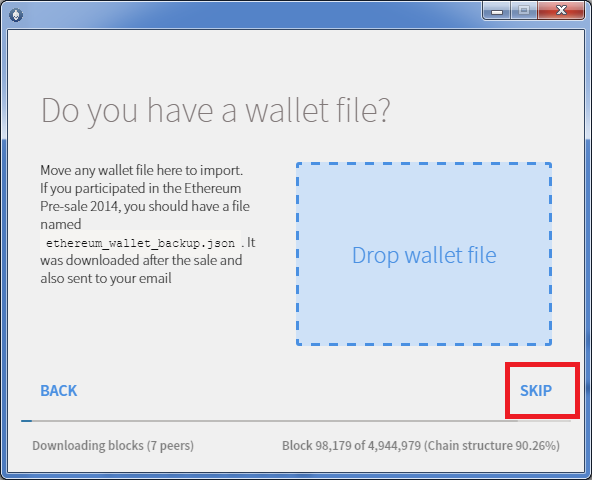 Do you have a wallet file?
Move any wallet file here to import.
If you participated in the Ethereum
Pre-sale 2014, you should have a file
named
ethereum_wallet_backup.json . It
was downloaded after the sale and
also sent to your email
Drop wallet file
BACK
SKIP
Downloading blocks (7 peers)
Block 98,179 of 4,944,979 (Chain structure 90.26%)